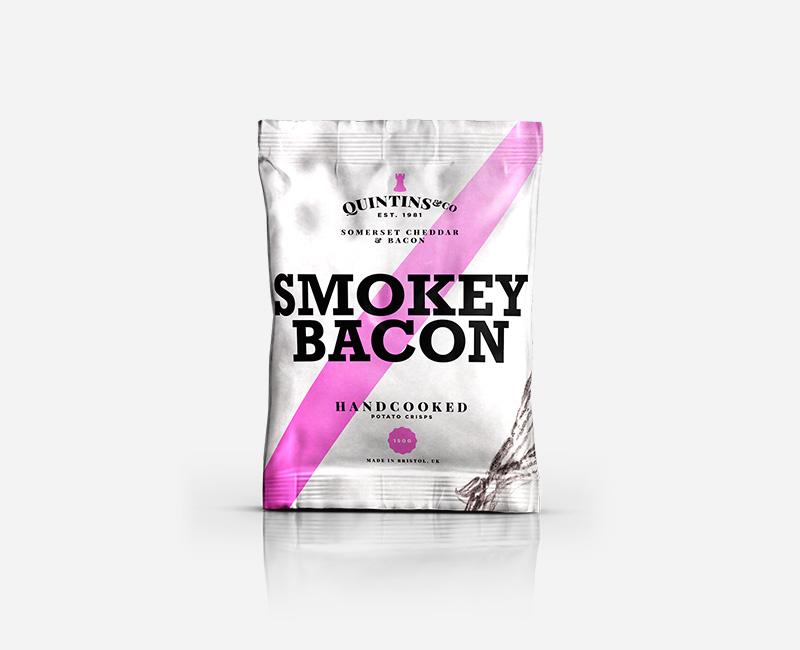 QUINTINS&CO
EST. 1981
SOMERSET CHEDDAR
& BACON
SMOKEY
BACON
HANDCOOKED
POTATO CRISPS
150G
MADE IN BRISTOL, UK